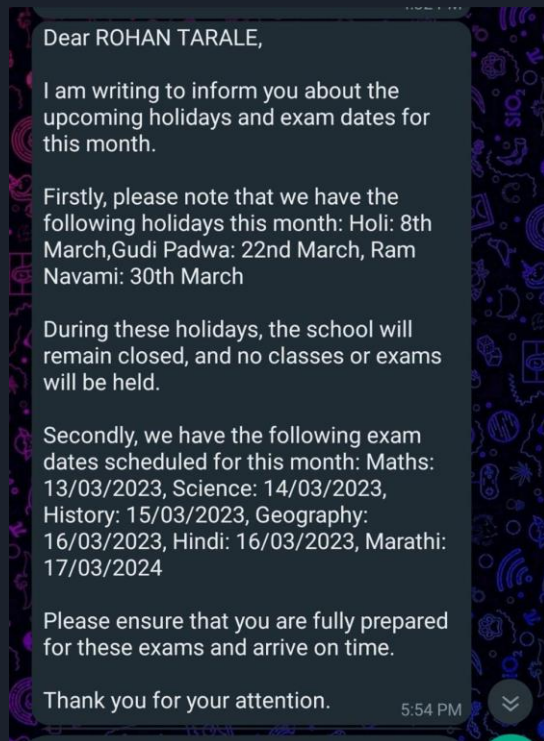 Dear ROHAN TARALE,
I am writing to inform you about the
upcoming holidays and exam dates for
this month.
Firstly, please note that we have the
following holidays this month: Holi: 8th
March,Gudi Padwa: 22nd March, Ram
Navami: 30th March
During these holidays, the school will
remain closed, and no classes or exams
will be held.
Secondly, we have the following exam
dates scheduled for this month: Maths:
13/03/2023, Science: 14/03/2023,
History: 15/03/2023, Geography:
16/03/2023, Hindi: 16/03/2023, Marathi:
17/03/2024
Please ensure that you are fully prepared
for these exams and arrive on time.
Thank you for your attention.
5:54 PM